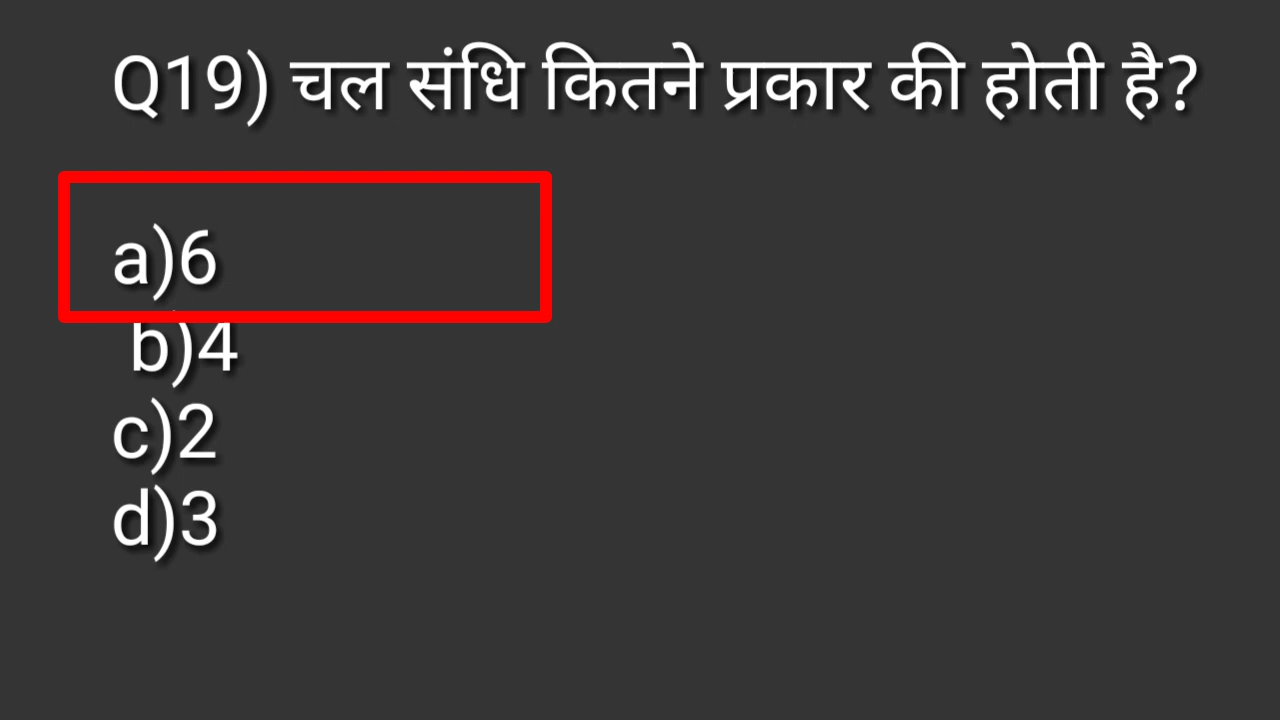 Q19) चल संधि कितने प्रकार की होती है?
a)6
b)4
c)2
d)3